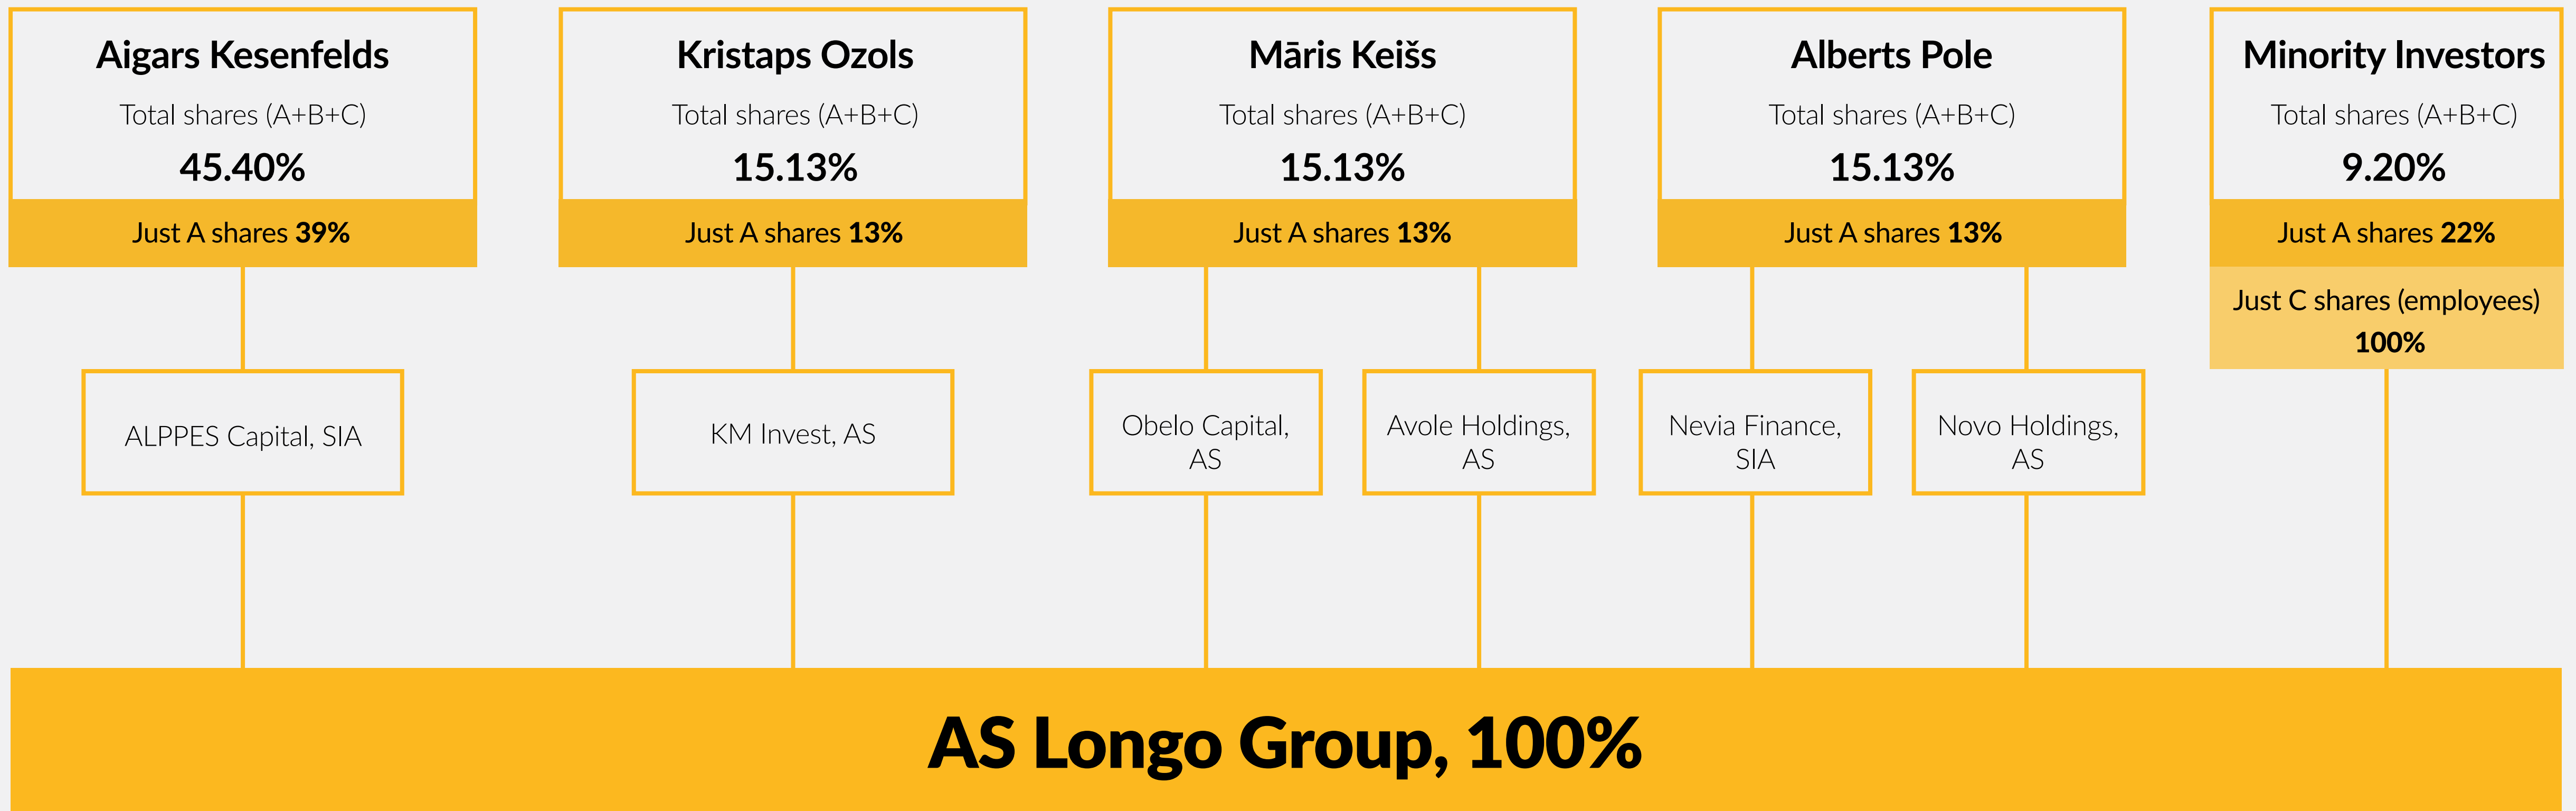 Aigars Kesenfelds
Total shares (A+B+C)
45.40%
Just A shares 39%
Kristaps Ozols
Total shares (A+B+C)
15.13%
Just A shares 13%
Māris Keišs
Total shares (A+B+C)
15.13%
Just A shares 13%
Alberts Pole
Total shares (A+B+C)
15.13%
Just A shares 13%
Minority Investors
Total shares (A+B+C)
9.20%
Just A shares 22%
Just C shares (employees)
100%
ALPPES Capital, SIA
KM Invest, AS
Obelo Capital,
AS
Avole Holdings,
AS
Nevia Finance,
SIA
Novo Holdings,
AS
AS Longo Group, 100%